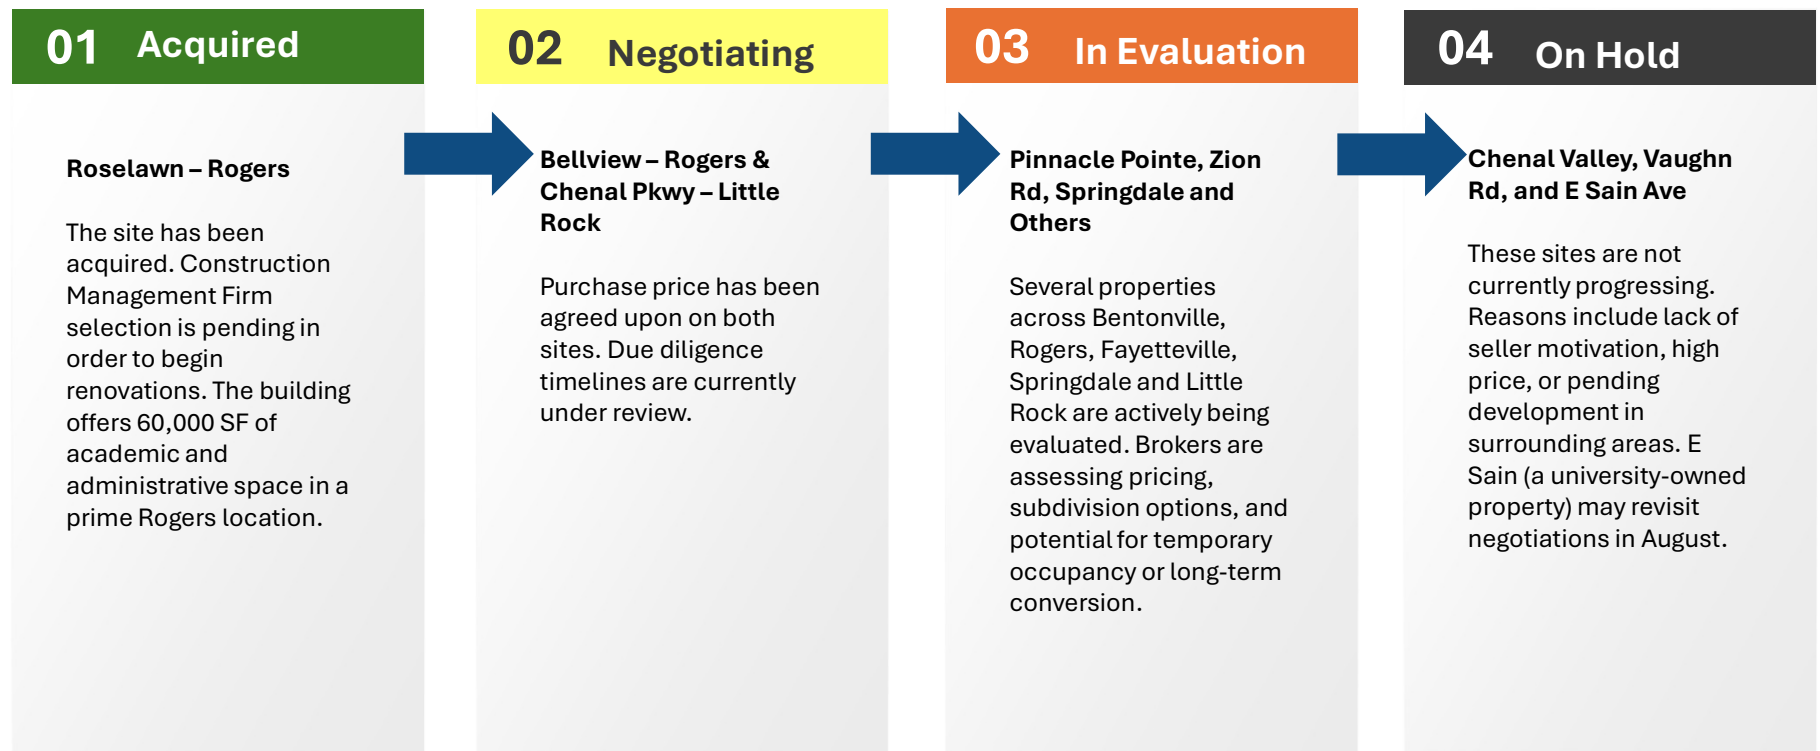 01 Acquired
Roselawn – Rogers
The site has been
acquired. Construction
Management Firm
selection is pending in
order to begin
renovations. The building
offers 60,000 SF of
academic and
administrative space in a
prime Rogers location.
02 Negotiating
Bellview – Rogers &
Chenal Pkwy – Little
Rock
Purchase price has been
agreed upon on both
sites. Due diligence
timelines are currently
under review.
03 In Evaluation
Pinnacle Pointe, Zion
Rd, Springdale and
Others
Several properties
across Bentonville,
Rogers, Fayetteville,
Springdale and Little
Rock are actively being
evaluated. Brokers are
assessing pricing,
subdivision options, and
potential for temporary
occupancy or long-term
conversion.
04 On Hold
Chenal Valley, Vaughn
Rd, and E Sain Ave
These sites are not
currently progressing.
Reasons include lack of
seller motivation, high
price, or pending
development in
surrounding areas. E
Sain (a university-owned
property) may revisit
negotiations in August.